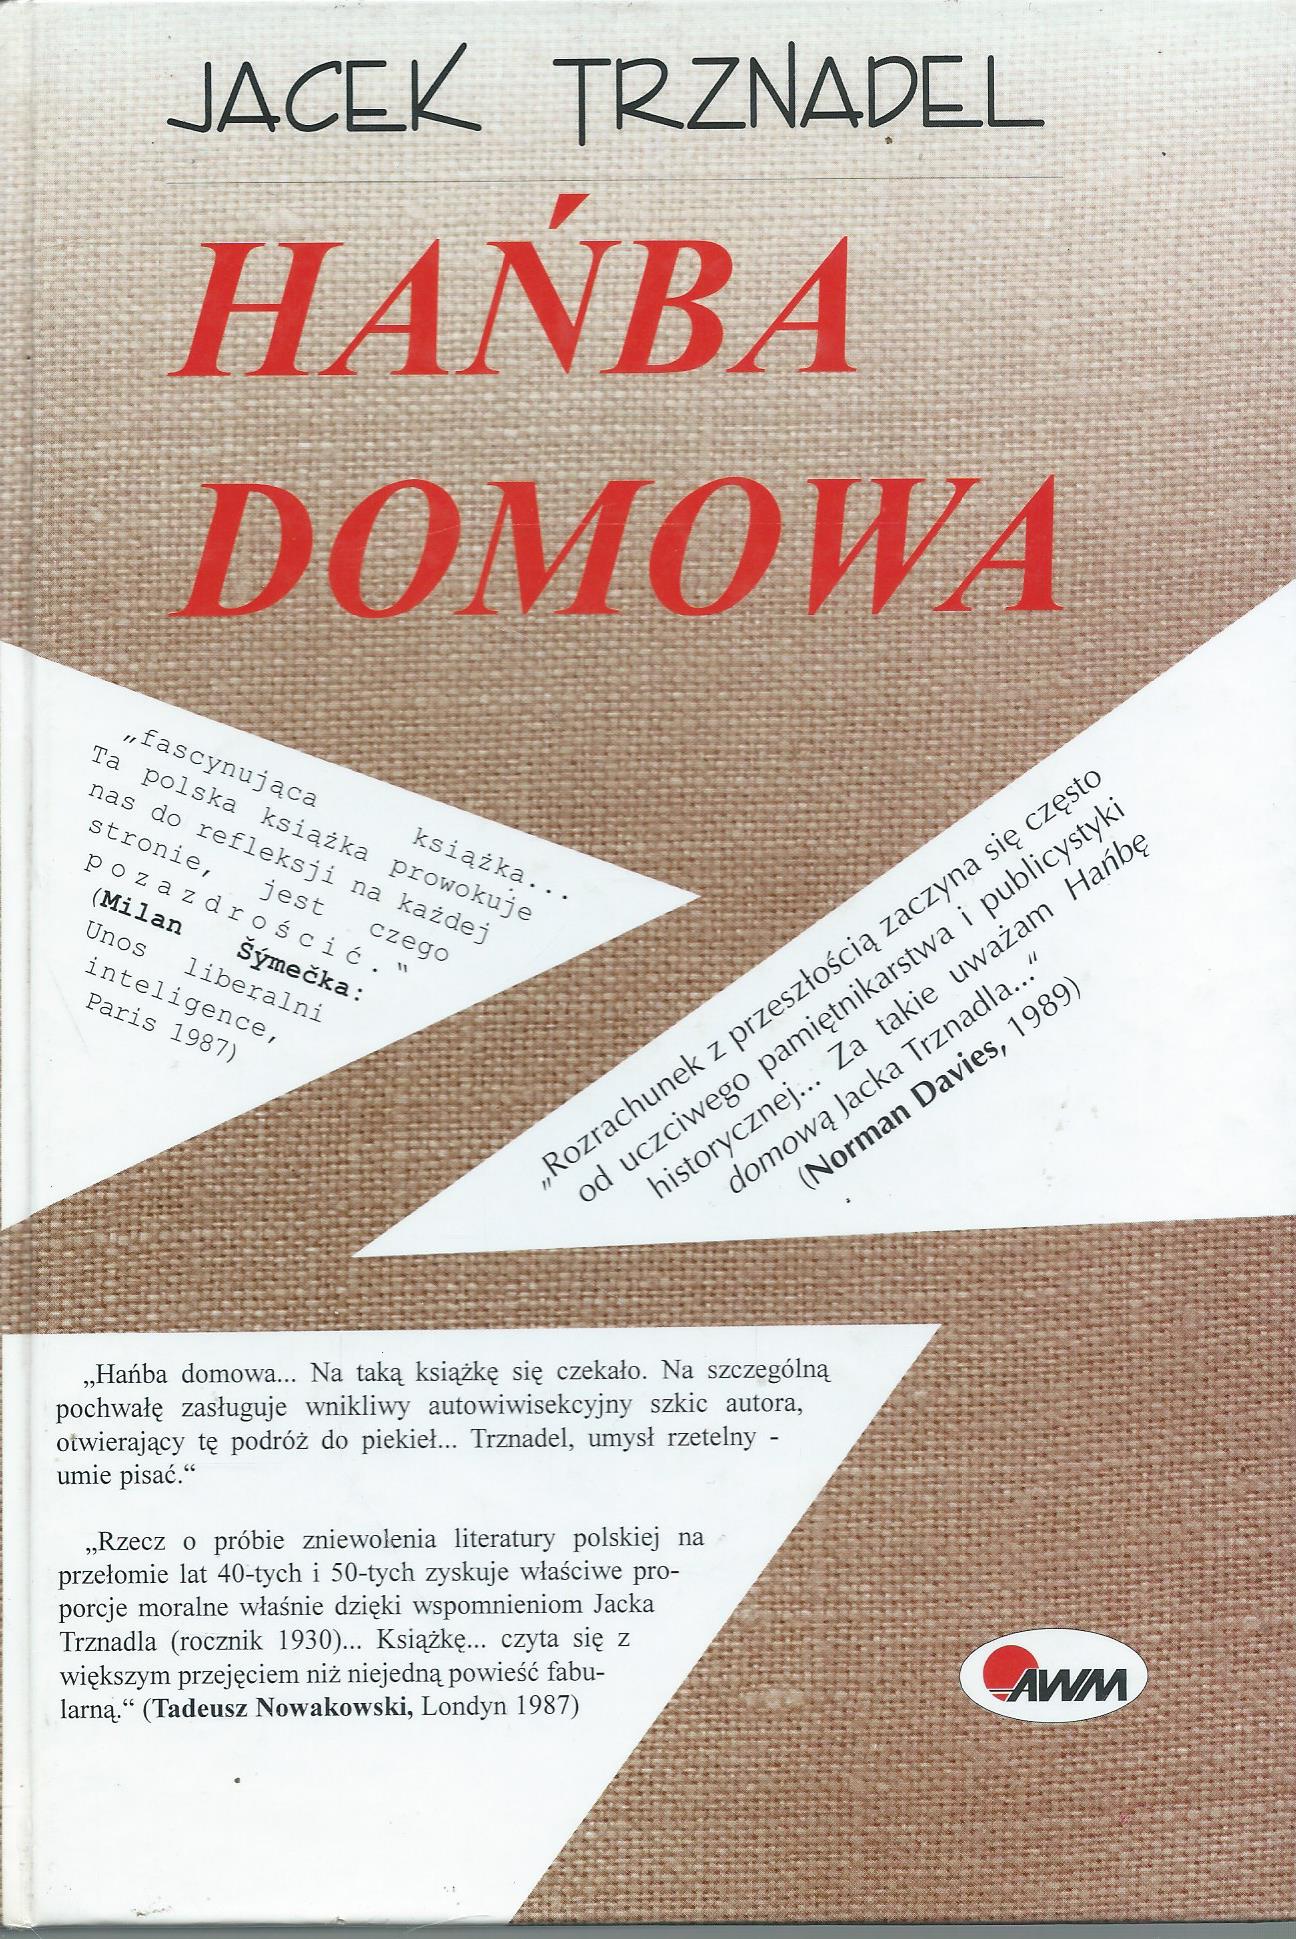 JACEK TRZNADEL
HAŃBA
DOMOWA
„fascynująca książka...
Ta polska książka prowokuje
nas do refleksji na każdej
stronie, jest czego
pozazdrościć."
(Milan Šýmečka:
Unos liberalni
inteligence,
Paris 1987)
„Rozrachunek z przeszłością zaczyna się często
od uczciwego pamiętnikarstwa i publicystyki
historycznej... Za takie uważam Hańbę
domową Jacka Trznadla...“
(Norman Davies, 1989)
„Hańba domowa... Na taką książkę się czekało. Na szczególną
pochwałę zasługuje wnikliwy autowiwisekcyjny szkic autora,
otwierający tę podróż do piekieł... Trznadel, umysł rzetelny -
umie pisać.“
„Rzecz o próbie zniewolenia literatury polskiej na
przełomie lat 40-tych i 50-tych zyskuje właściwe pro-
porcje moralne właśnie dzięki wspomnieniom Jacka
Trznadla (rocznik 1930)... Książkę... czyta się z
większym przejęciem niż niejedną powieść fabu-
larną.“ (Tadeusz Nowakowski, Londyn 1987)
AWM